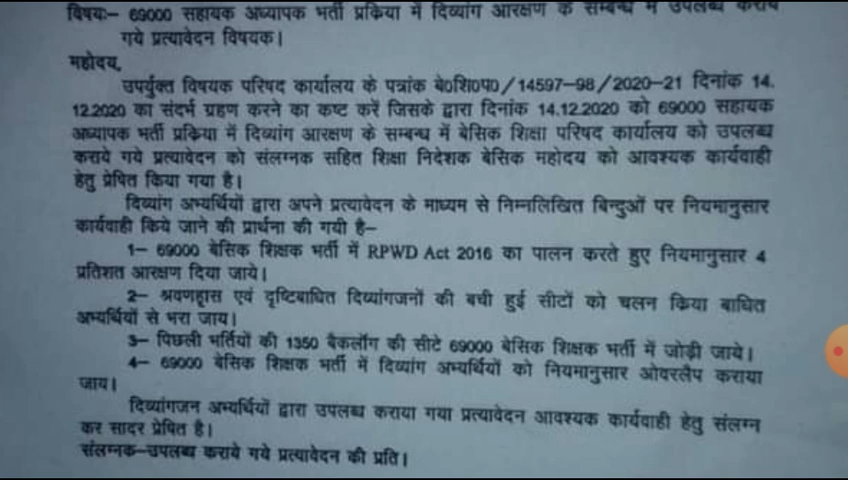 विषयः– 69000 सहायक अध्यापक भर्ती प्रक्रिया में दिव्यांग आरक्षण के सम्बन्ध में उपलब्ध कराये
गये प्रत्यावेदन विषयक।
महोदय,
उपर्युक्त विषयक परिषद कार्यालय के पत्रांक बे0शि0प0/14597–98/2020–21 दिनांक 14.
12.2020 का संदर्भ ग्रहण करने का कष्ट करें जिसके द्वारा दिनांक 14.12.2020 को 69000 सहायक
अध्यापक भर्ती प्रक्रिया में दिव्यांग आरक्षण के सम्बन्ध में बेसिक शिक्षा परिषद कार्यालय को उपलब्ध
कराये गये प्रत्यावेदन को संलग्नक सहित शिक्षा निदेशक बेसिक महोदय को आवश्यक कार्यवाही
हेतु प्रेषित किया गया है।
दिव्यांग अभ्यर्थियों द्वारा अपने प्रत्यावेदन के माध्यम से निम्नलिखित बिन्दुओं पर नियमानुसार
कार्यवाही किये जाने की प्रार्थना की गयी है–
1– 69000 बेसिक शिक्षक भर्ती में RPWD Act 2016 का पालन करते हुए नियमानुसार 4
प्रतिशत आरक्षण दिया जाये।
2– श्रवणह्रास एवं दृष्टिबाधित दिव्यांगजनों की बची हुई सीटों को चलन क्रिया बाधित
अभ्यर्थियों से भरा जाय।
3– पिछली भर्तियों की 1350 बैकलॉग की सीटे 69000 बेसिक शिक्षक भर्ती में जोड़ी जाये।
4– 69000 बेसिक शिक्षक भर्ती में दिव्यांग अभ्यर्थियों को नियमानुसार ओवरलैप कराया
जाय।
दिव्यांगजन अभ्यर्थियों द्वारा उपलब्ध कराया गया प्रत्यावेदन आवश्यक कार्यवाही हेतु संलग्न
कर सादर प्रेषित है।
संलग्नक–उपलब्ध कराये गये प्रत्यावेदन की प्रति।